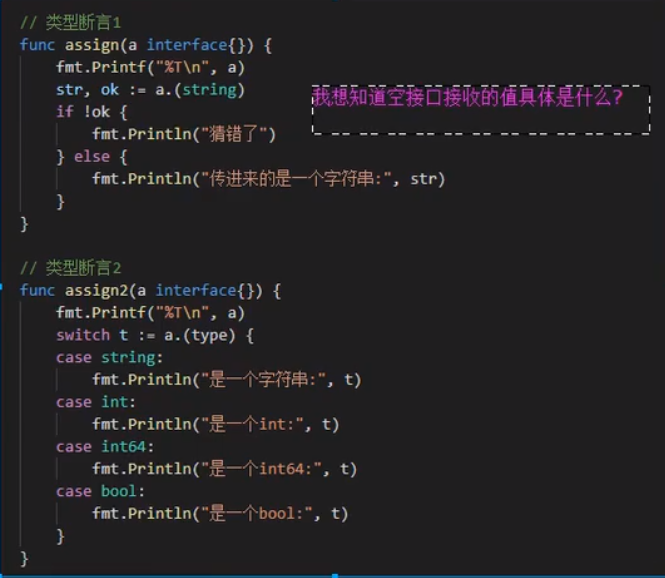 // 类型断言1
func assign(a interface{}) {
    fmt.Printf("%T\n", a)
    str, ok := a.(string)
我想知道空接口接收的值具体是什么?
    if !ok {
        fmt.Println("猜错了")
    } else {
        fmt.Println("传进来的是一个字符串:", str)
    }
}
// 类型断言2
func assign2(a interface{}) {
    fmt.Printf("%T\n", a)
    switch t := a.(type) {
    case string:
        fmt.Println("是一个字符串:", t)
    case int:
        fmt.Println("是一个int:", t)
    case int64:
        fmt.Println("是一个int64:", t)
    case bool:
        fmt.Println("是一个bool:", t)
    }
}